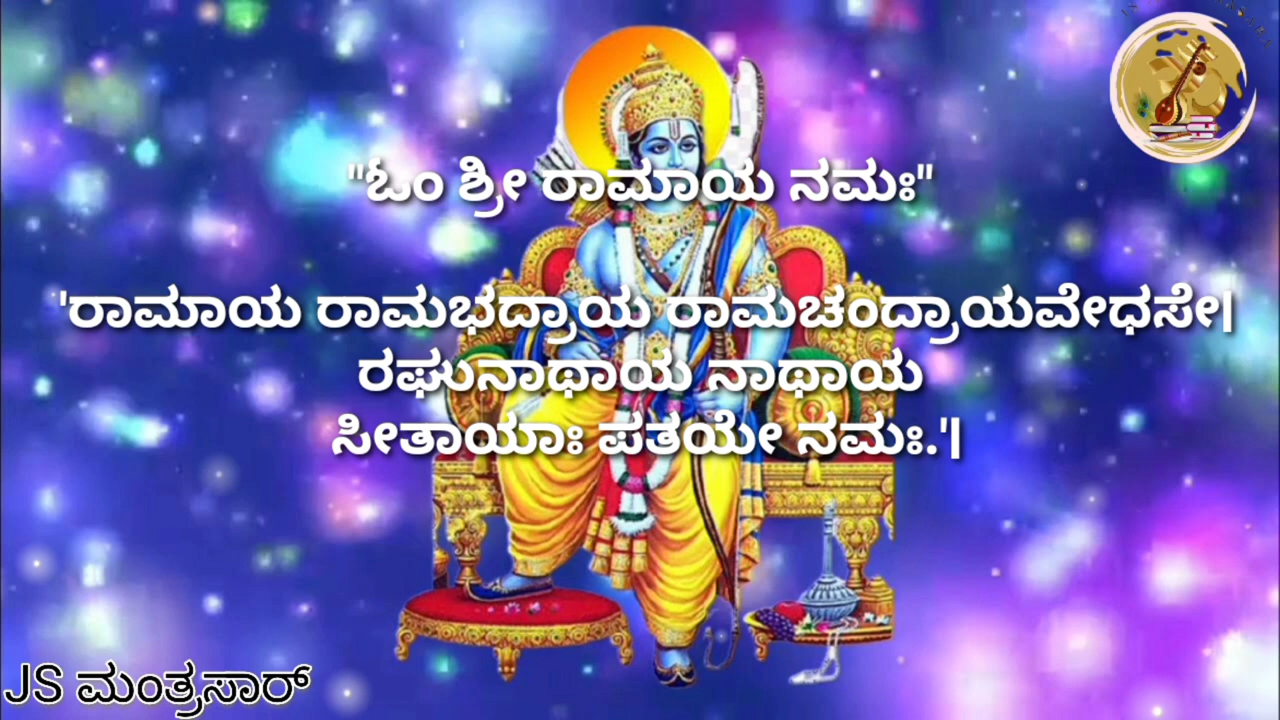 "ಓಂ ಶ್ರೀ ರಾಮಾಯ ನಮಃ"
'ರಾಮಾಯ ರಾಮಭದ್ರಾಯ ರಾಮಚಂದ್ರಾಯವೇಧಸೇ|
ರಘುನಾಥಾಯ ನಾಥಾಯ
ಸೀತಾಯಾಃ ಪತಯೇ ನಮಃ.'|
JS ಮಂತ್ರಸಾರ್